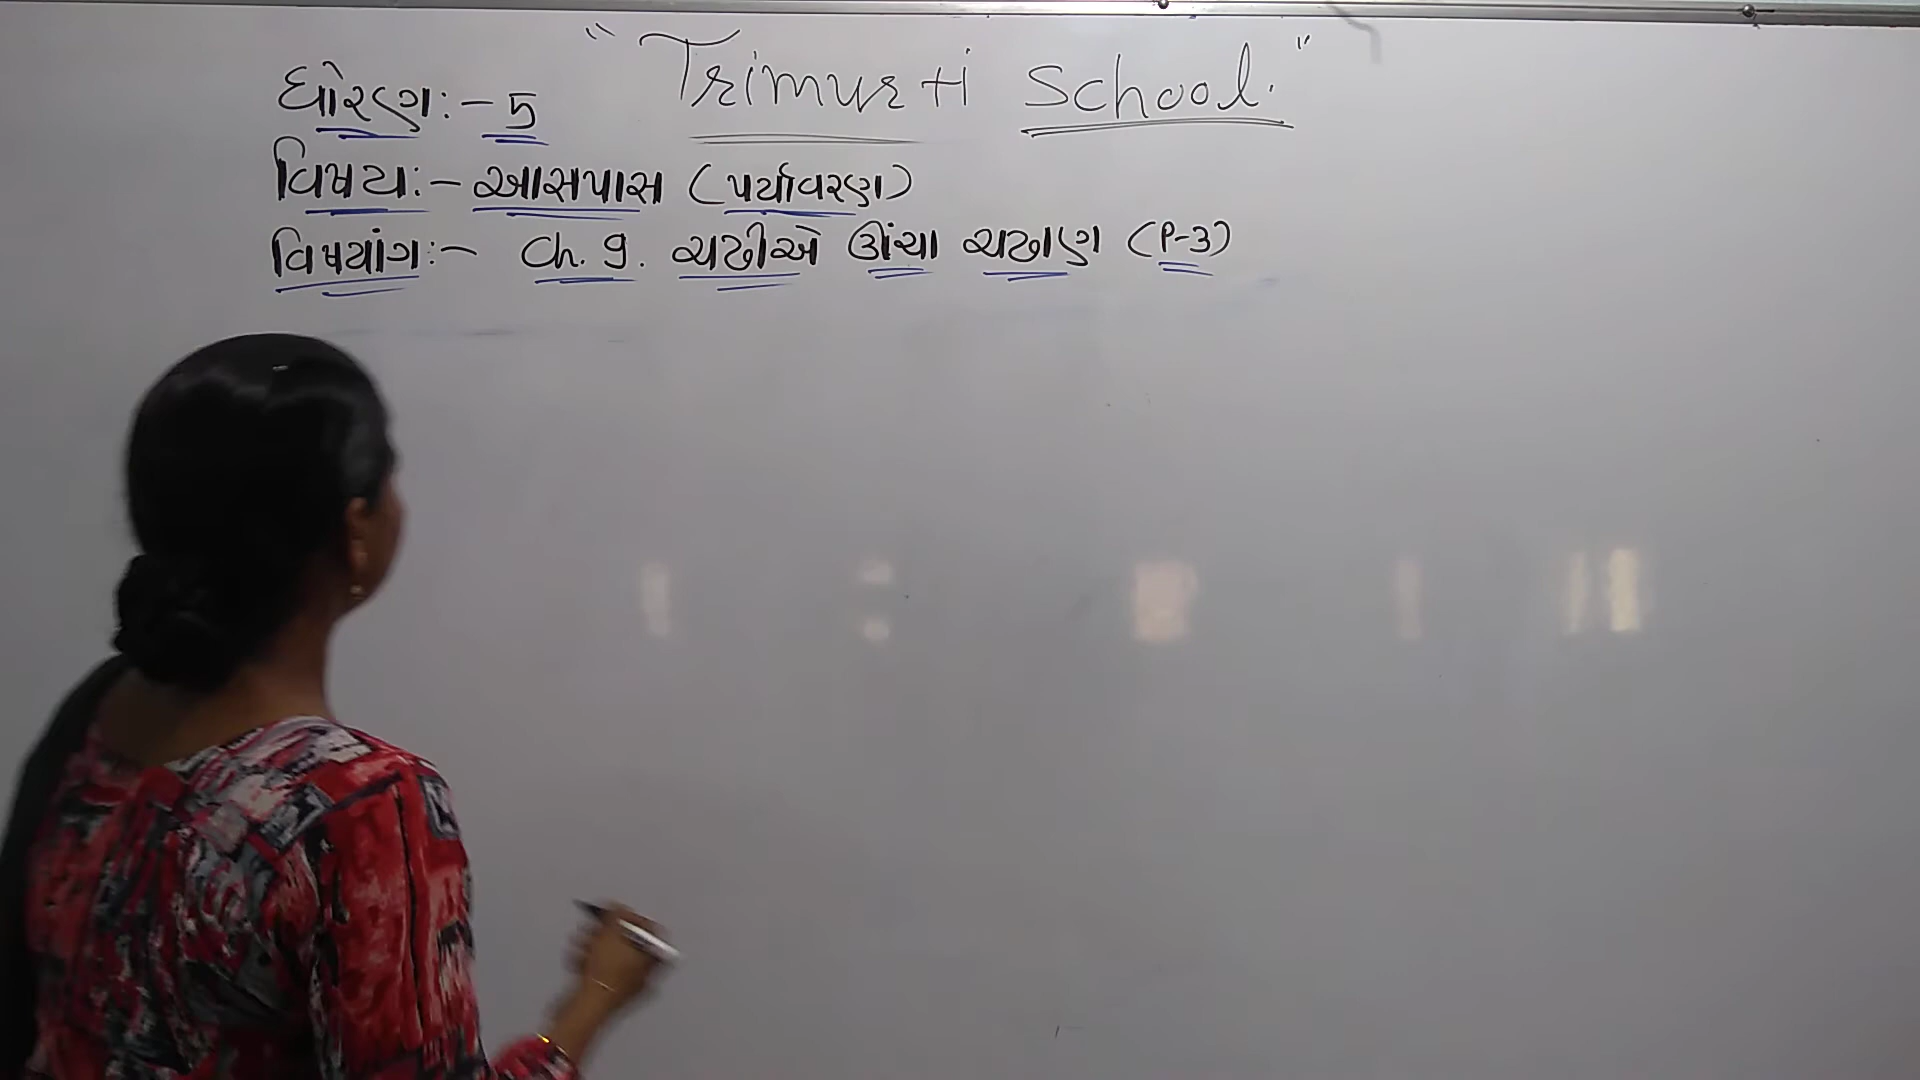 "Trimurti School."
ધોરણ:- 5
વિષય:- આસપાસ (પર્યાવરણ)
વિષયાંગ:- Ch. 9. ચઢીએ ઊંચા ચઢાણ (P-3)